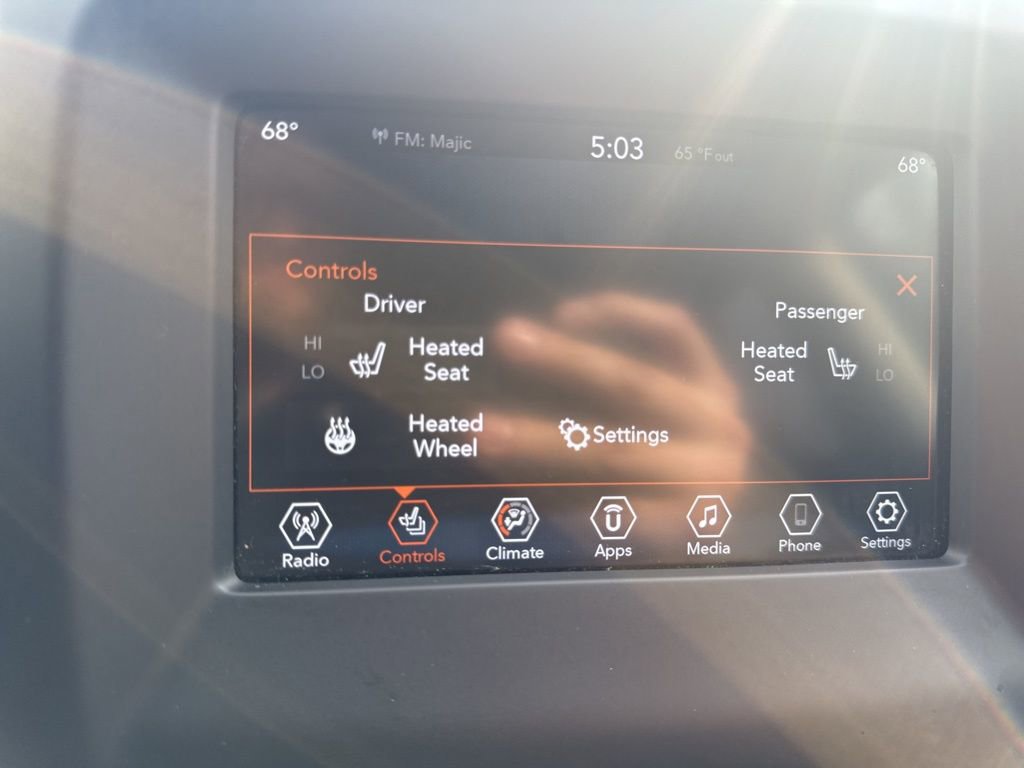 68° FM: Majic 5:03 65 °F out 68°
Controls
Driver Passenger
HI Heated Heated HI
LO Seat Seat LO
Heated
Wheel Settings
Radio Controls Climate Apps Media Phone Settings